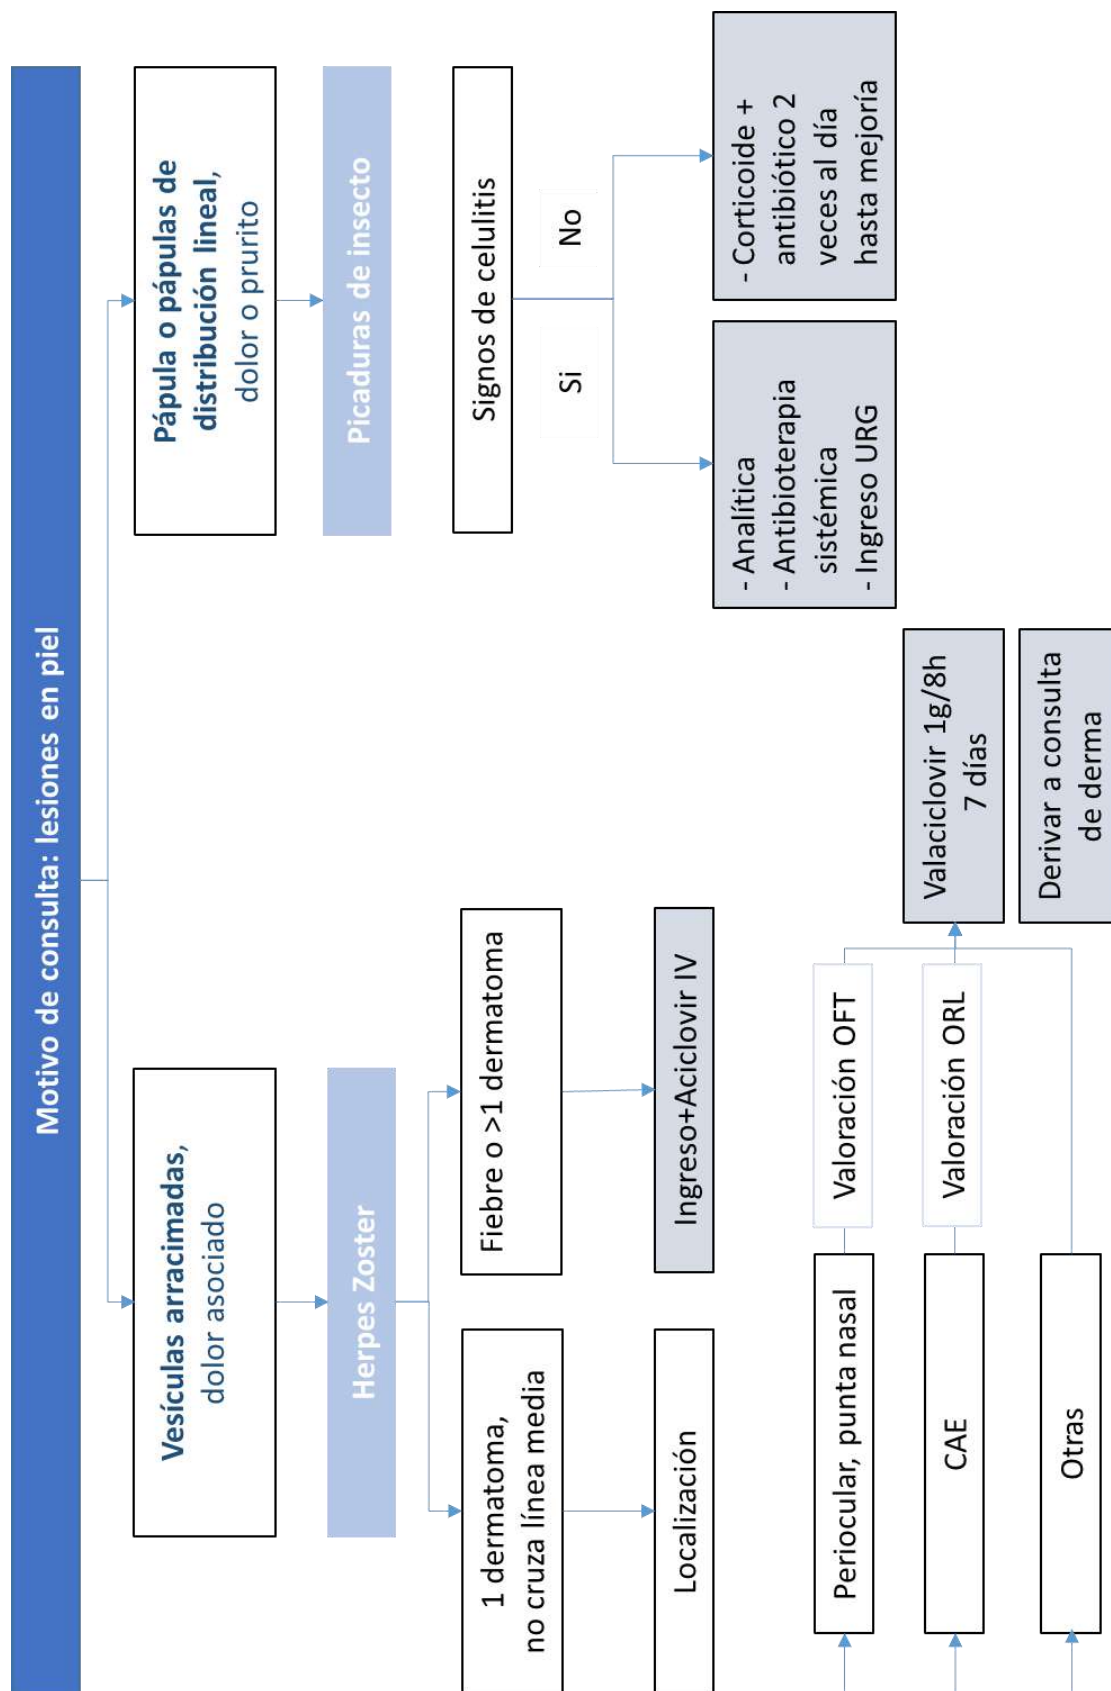 Motivo de consulta: lesiones en piel
Vesículas arracimadas,
dolor asociado
Herpes Zoster
1 dermatoma,
no cruza línea media
Fiebre o >1 dermatoma
Localización
Ingreso+Aciclovir IV
Periocular, punta nasal
Valoración OFT
CAE
Valoración ORL
Otras
Valaciclovir 1g/8h
7 días
Derivar a consulta
de derma
Pápula o pápulas de
distribución lineal,
dolor o prurito
Picaduras de insecto
Signos de celulitis
Si
No
- Analítica
- Antibioterapia
sistémica
- Ingreso URG
- Corticoide +
antibiótico 2
veces al día
hasta mejoría